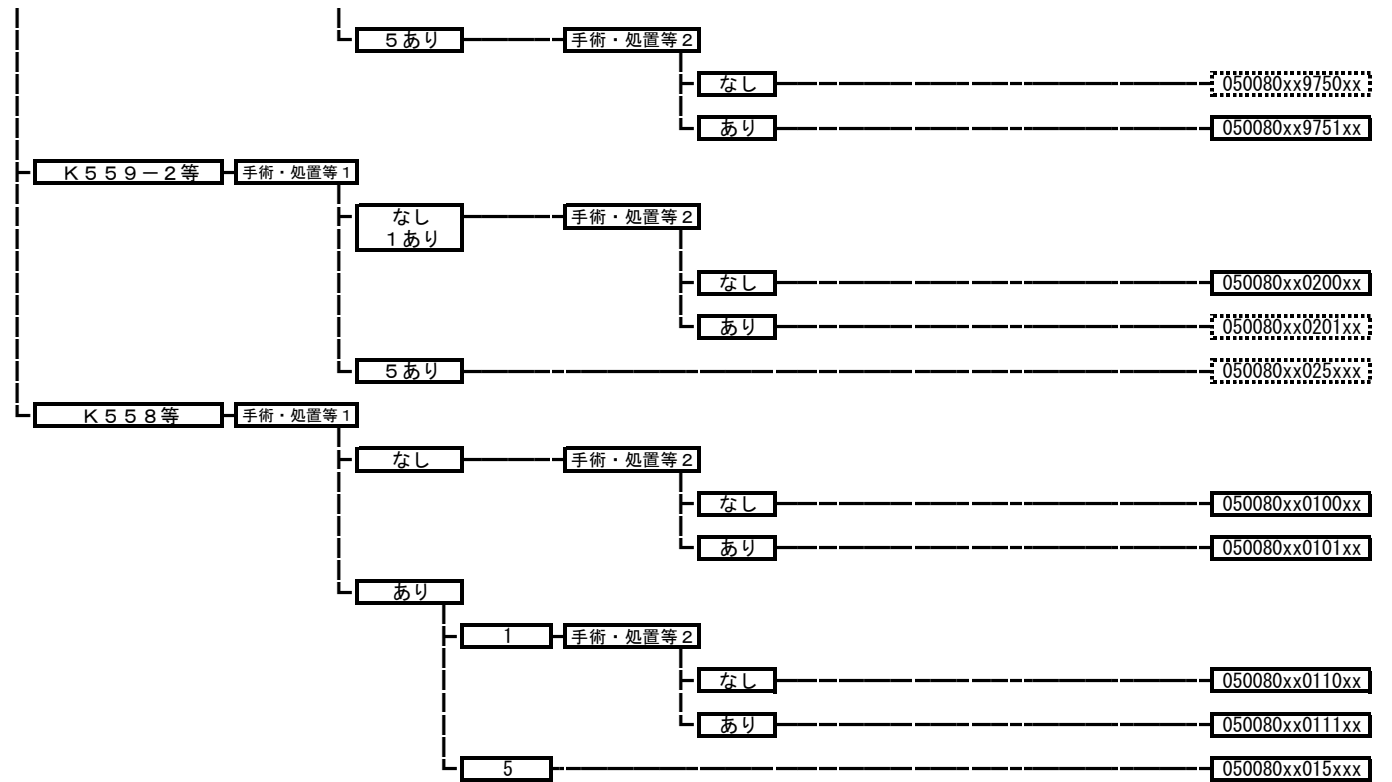 ５あり 手術・処置等２
なし 050080xx9750xx
あり 050080xx9751xx
Ｋ５５９－２等 手術・処置等１
なし 手術・処置等２
１あり
なし 050080xx0200xx
あり 050080xx0201xx
５あり 050080xx025xxx
Ｋ５５８等 手術・処置等１
なし 手術・処置等２
なし 050080xx0100xx
あり 050080xx0101xx
あり
1 手術・処置等２
なし 050080xx0110xx
あり 050080xx0111xx
5 050080xx015xxx